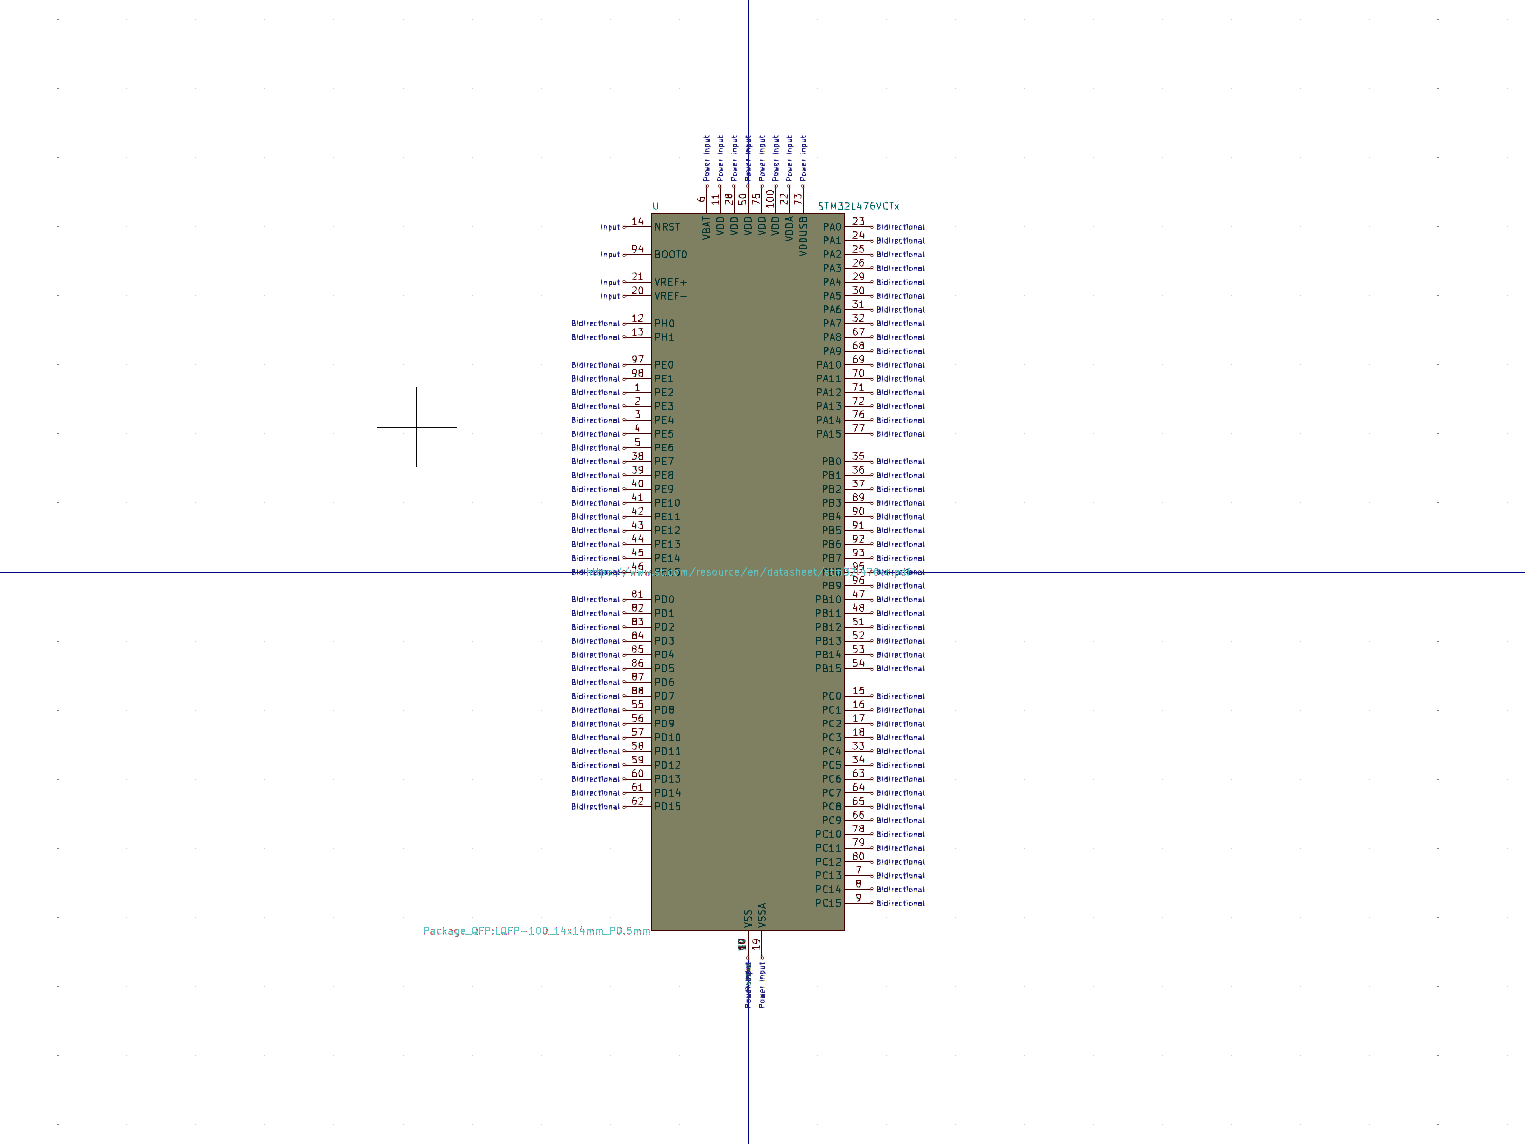 Power Input Power Input Power Input Power Input Power Input Power Input Power Input Power Input
6 11 28 50 75 100 22 73
U STM32L476VCTx
VBAT VDD VDD VDD VDD VDD VDDA VDDUSB
Input 14 NRST PA0 23 Bidirectional
PA1 24 Bidirectional
Input 94 BOOT0 PA2 25 Bidirectional
PA3 26 Bidirectional
Input 21 VREF+ PA4 29 Bidirectional
Input 20 VREF- PA5 30 Bidirectional
PA6 31 Bidirectional
Bidirectional 12 PH0 PA7 32 Bidirectional
Bidirectional 13 PH1 PA8 67 Bidirectional
PA9 68 Bidirectional
Bidirectional 97 PE0 PA10 69 Bidirectional
Bidirectional 98 PE1 PA11 70 Bidirectional
Bidirectional 1 PE2 PA12 71 Bidirectional
Bidirectional 2 PE3 PA13 72 Bidirectional
Bidirectional 3 PE4 PA14 76 Bidirectional
Bidirectional 4 PE5 PA15 77 Bidirectional
Bidirectional 5 PE6
Bidirectional 38 PE7 PB0 35 Bidirectional
Bidirectional 39 PE8 PB1 36 Bidirectional
Bidirectional 40 PE9 PB2 37 Bidirectional
Bidirectional 41 PE10 PB3 89 Bidirectional
Bidirectional 42 PE11 PB4 90 Bidirectional
Bidirectional 43 PE12 PB5 91 Bidirectional
Bidirectional 44 PE13 PB6 92 Bidirectional
Bidirectional 45 PE14 PB7 93 Bidirectional
46 95 Bidirectional
PB9 96 Bidirectional
Bidirectional 81 PD0 PB10 47 Bidirectional
Bidirectional 82 PD1 PB11 48 Bidirectional
Bidirectional 83 PD2 PB12 51 Bidirectional
Bidirectional 84 PD3 PB13 52 Bidirectional
Bidirectional 85 PD4 PB14 53 Bidirectional
Bidirectional 86 PD5 PB15 54 Bidirectional
Bidirectional 87 PD6
Bidirectional 88 PD7 PC0 15 Bidirectional
Bidirectional 55 PD8 PC1 16 Bidirectional
Bidirectional 56 PD9 PC2 17 Bidirectional
Bidirectional 57 PD10 PC3 18 Bidirectional
Bidirectional 58 PD11 PC4 33 Bidirectional
Bidirectional 59 PD12 PC5 34 Bidirectional
Bidirectional 60 PD13 PC6 63 Bidirectional
Bidirectional 61 PD14 PC7 64 Bidirectional
Bidirectional 62 PD15 PC8 65 Bidirectional
PC9 66 Bidirectional
PC10 78 Bidirectional
PC11 79 Bidirectional
PC12 80 Bidirectional
PC13 7 Bidirectional
PC14 8 Bidirectional
PC15 9 Bidirectional
VSS VSSA
Package_QFP:LQFP-100_14x14mm_P0.5mm
19
Power Input